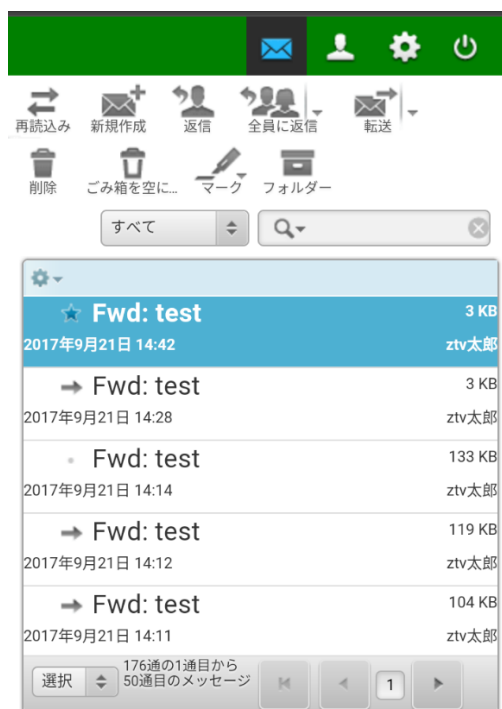 再読込み 新規作成 返信 全員に返信 転送
削除 ごみ箱を空に... マーク フォルダー
すべて
Fwd: test 3 KB
2017年9月21日 14:42 ztv太郎
Fwd: test 3 KB
2017年9月21日 14:28 ztv太郎
Fwd: test 133 KB
2017年9月21日 14:14 ztv太郎
Fwd: test 119 KB
2017年9月21日 14:12 ztv太郎
Fwd: test 104 KB
2017年9月21日 14:11 ztv太郎
選択 176通の1通目から
50通目のメッセージ 1